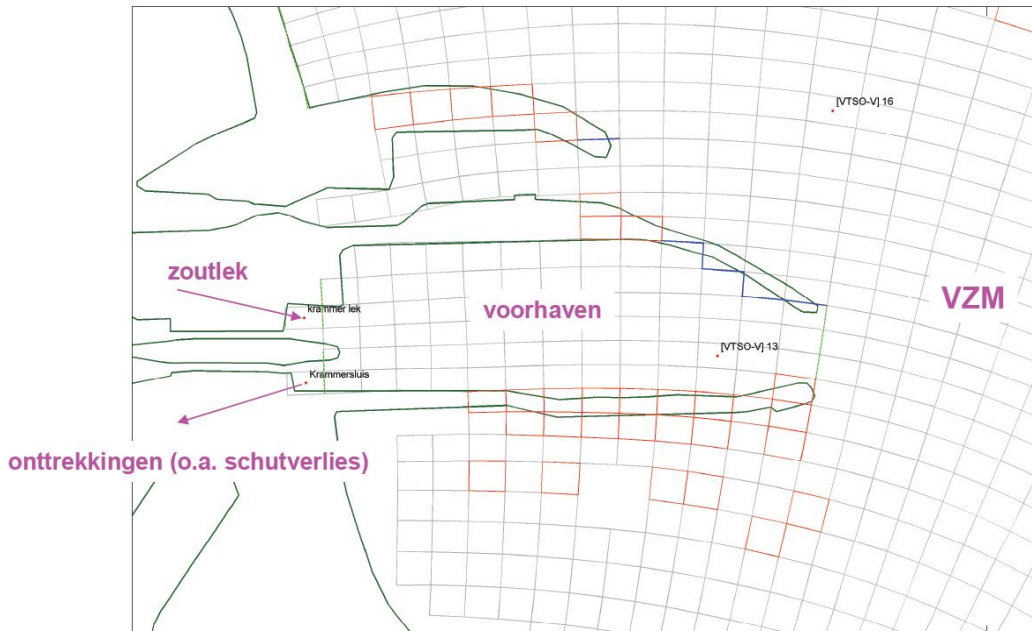 [VTSO-V] 16
zoutlek
krammer lek
voorhaven
VZM
[VTSO-V] 13
Krammersluis
onttrekkingen (o.a. schutverlies)